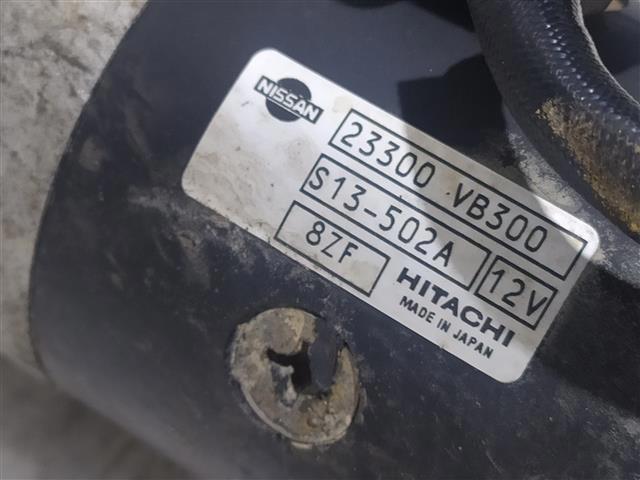 NISSAN
23300 VB300
S13-502A 12V
8ZF HITACHI
MADE IN JAPAN